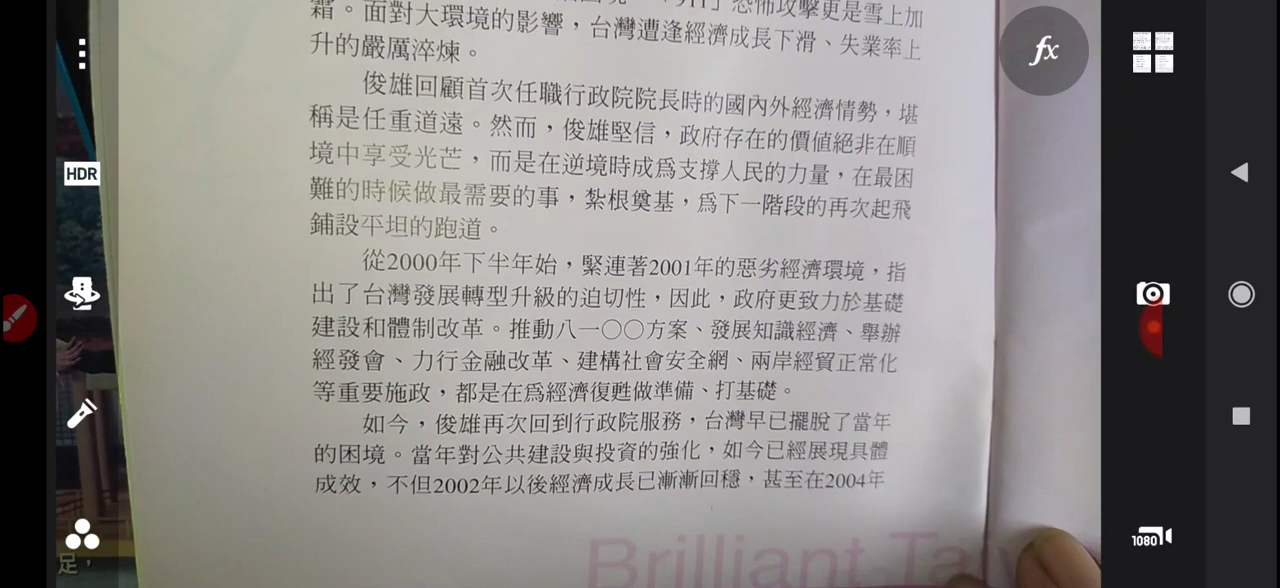 911」恐怖攻擊更是雪上加
霜。面對大環境的影響，台灣遭逢經濟成長下滑、失業率上
升的嚴厲淬煉。
俊雄回顧首次任職行政院院長時的國內外經濟情勢，堪
稱是任重道遠。然而，俊雄堅信，政府存在的價值絕非在順
境中享受光芒，而是在逆境時成為支撐人民的力量，在最困
難的時候做最需要的事，紮根奠基，為下一階段的再次起飛
鋪設平坦的跑道。
從2000年下半年始，緊連著2001年的惡劣經濟環境，指
出了台灣發展轉型升級的迫切性，因此，政府更致力於基礎
建設和體制改革。推動八一〇〇方案、發展知識經濟、舉辦
經發會、力行金融改革、建構社會安全網、兩岸經貿正常化
等重要施政，都是在為經濟復甦做準備、打基礎。
如今，俊雄再次回到行政院服務，台灣早已擺脫了當年
的困境。當年對公共建設與投資的強化，如今已經展現具體
成效，不但2002年以後經濟成長已漸漸回穩，甚至在2004年
Brilliant
fx
HDR
1080
足，